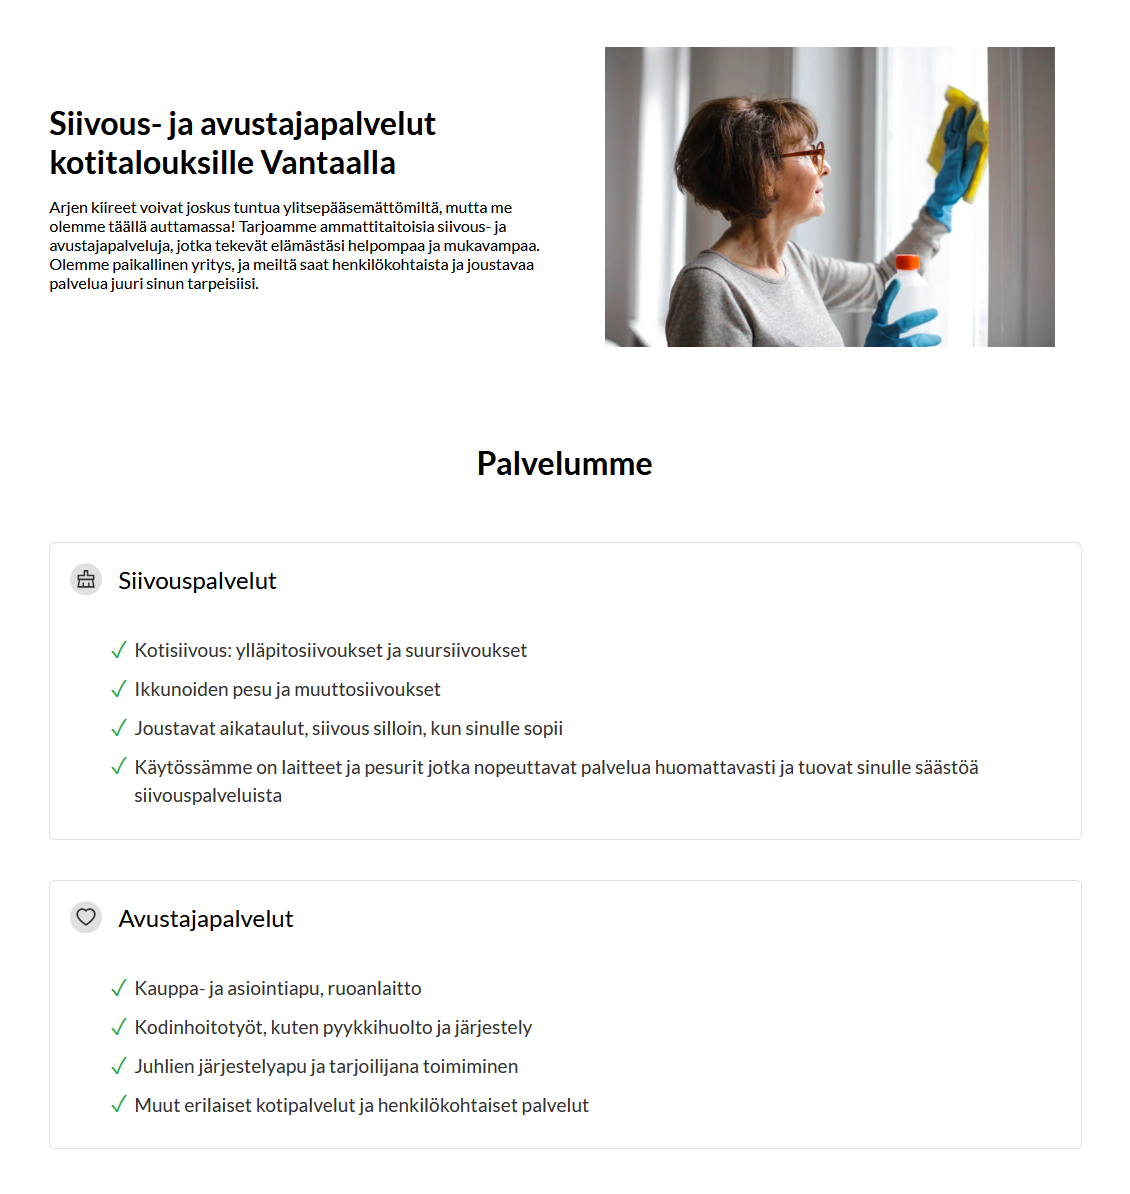 Siivous- ja avustajapalvelut
kotitalouksille Vantaalla
Arjen kiireet voivat joskus tuntua ylitsepääsemättömiltä, mutta me
olemme täällä auttamassa! Tarjoamme ammattitaitoisia siivous- ja
avustajapalveluja, jotka tekevät elämästäsi helpompaa ja mukavampaa.
Olemme paikallinen yritys, ja meiltä saat henkilökohtaista ja joustavaa
palvelua juuri sinun tarpeisiisi.
Palvelumme
Siivouspalvelut
✓ Kotisiivous: ylläpitosiivoukset ja suursiivoukset
✓ Ikkunoiden pesu ja muuttosiivoukset
✓ Joustavat aikataulut, siivous silloin, kun sinulle sopii
✓ Käytössämme on laitteet ja pesurit jotka nopeuttavat palvelua huomattavasti ja tuovat sinulle säästöä
siivouspalveluista
Avustajapalvelut
✓ Kauppa- ja asiointiapu, ruoanlaitto
✓ Kodinhoitotyöt, kuten pyykkihuolto ja järjestely
✓ Juhlien järjestelyapu ja tarjoilijana toimiminen
✓ Muut erilaiset kotipalvelut ja henkilökohtaiset palvelut